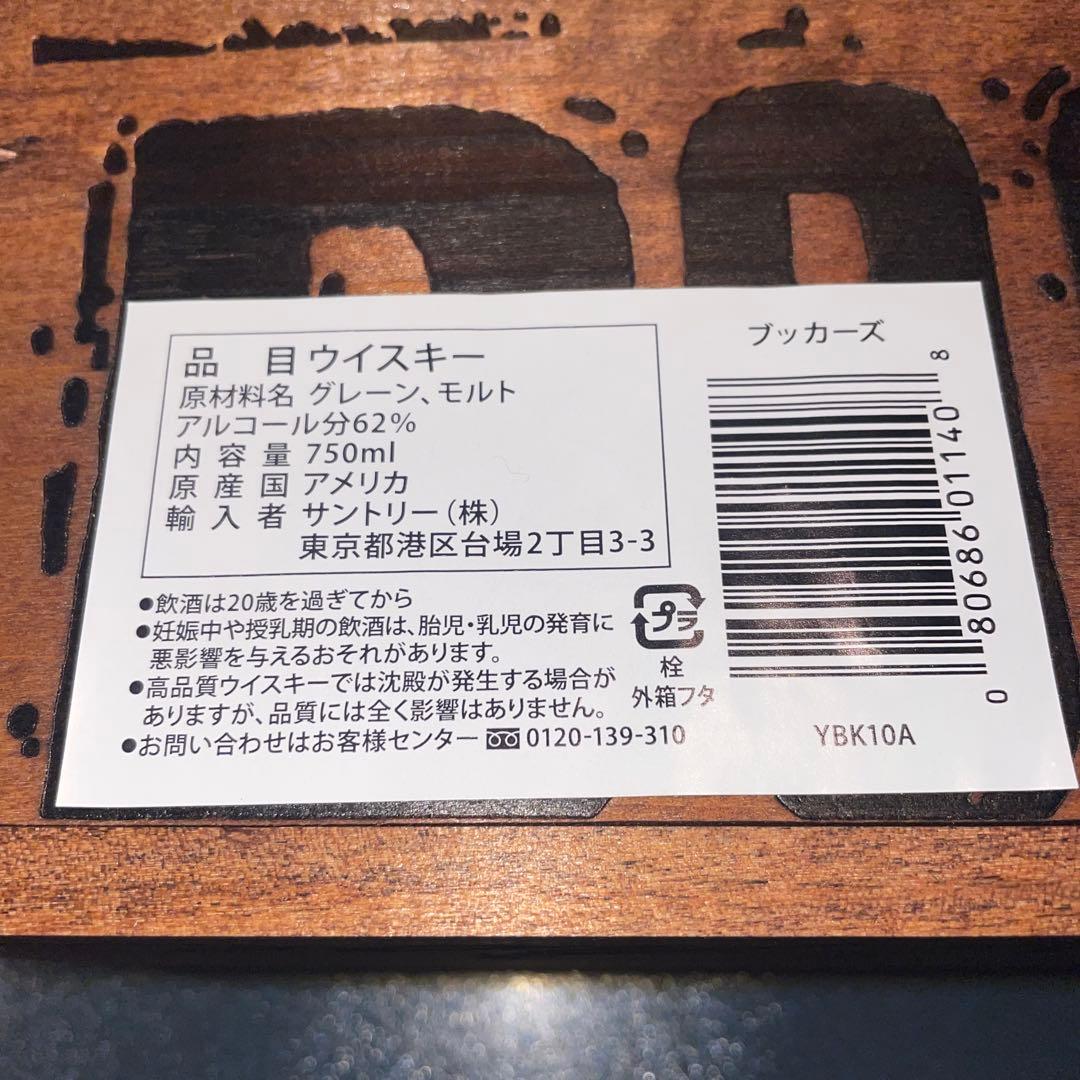 品 目 ウイスキー
原材料名 グレーン、モルト
アルコール分62%
内容量 750ml
原産国 アメリカ
輸入者 サントリー(株)
東京都港区台場2丁目3-3
●飲酒は20歳を過ぎてから
●妊娠中や授乳期の飲酒は、胎児・乳児の発育に
悪影響を与えるおそれがあります。
●高品質ウイスキーでは沈殿が発生する場合が
ありますが、品質には全く影響はありません。
●お問い合わせはお客様センター 0120-139-310
プラ
栓
外箱フタ
ブッカーズ
0 80686 01140 8
YBK10A